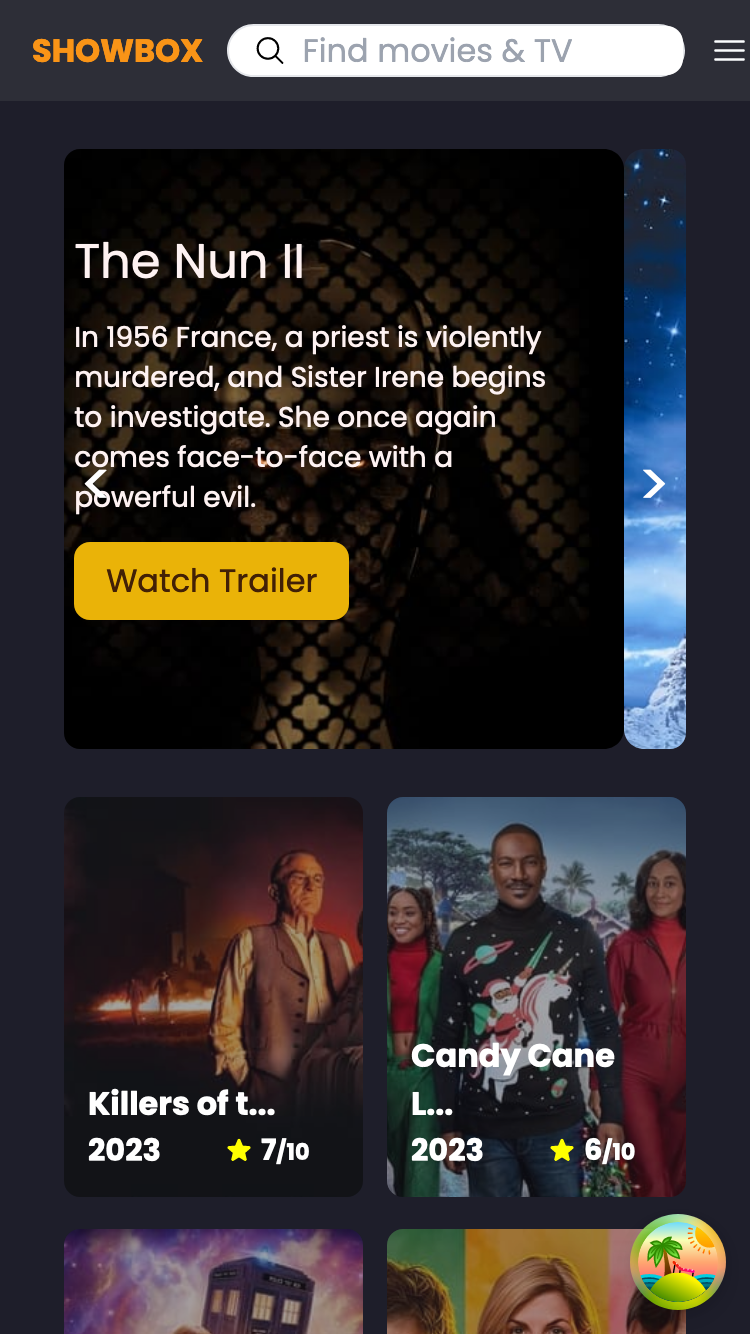 SHOWBOX
Find movies & TV
The Nun II
In 1956 France, a priest is violently
murdered, and Sister Irene begins
to investigate. She once again
comes face-to-face with a
powerful evil.
Watch Trailer
Killers of t...
2023 7/10
Candy Cane
L...
2023 6/10